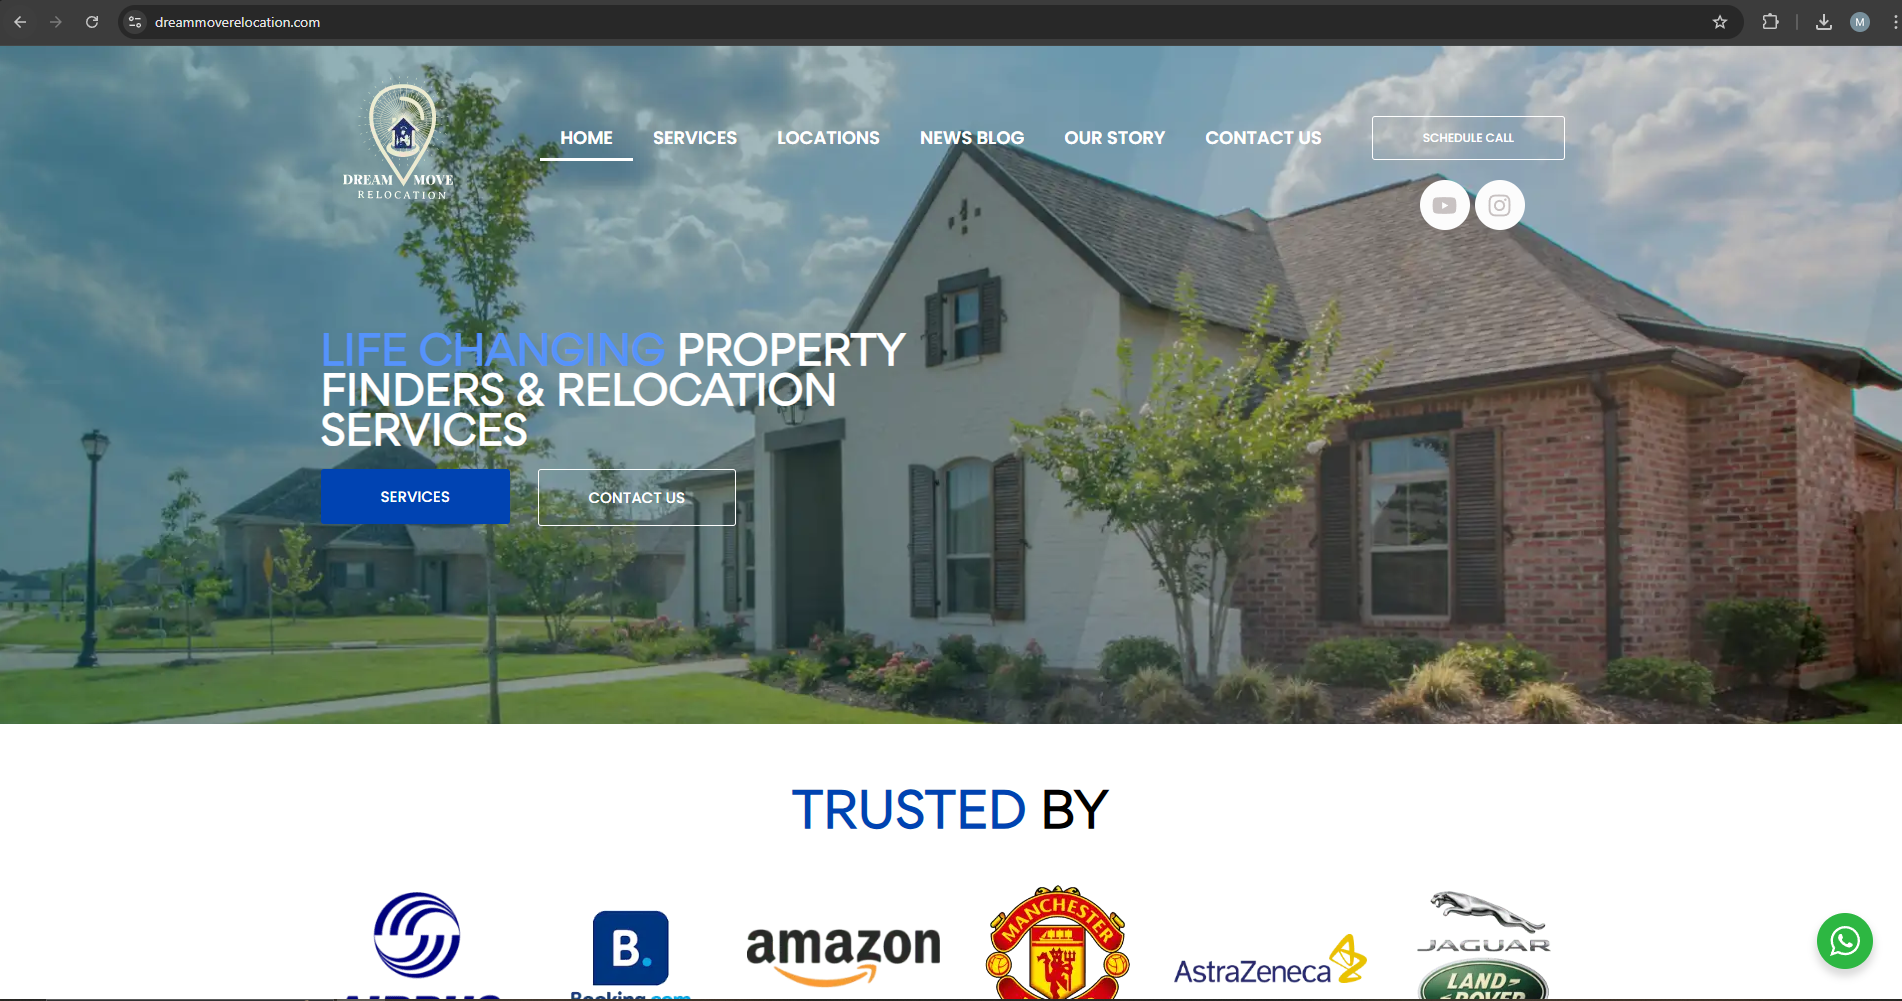 dreammoverelocation.com
M
DREAM MOVE
RELOCATION
HOME
SERVICES
LOCATIONS
NEWS BLOG
OUR STORY
CONTACT US
SCHEDULE CALL
LIFE CHANGING PROPERTY
FINDERS & RELOCATION
SERVICES
SERVICES
CONTACT US
TRUSTED BY
AIRBUS
B.
Booking.com
amazon
MANCHESTER
AstraZeneca
JAGUAR
LAND-
ROVER